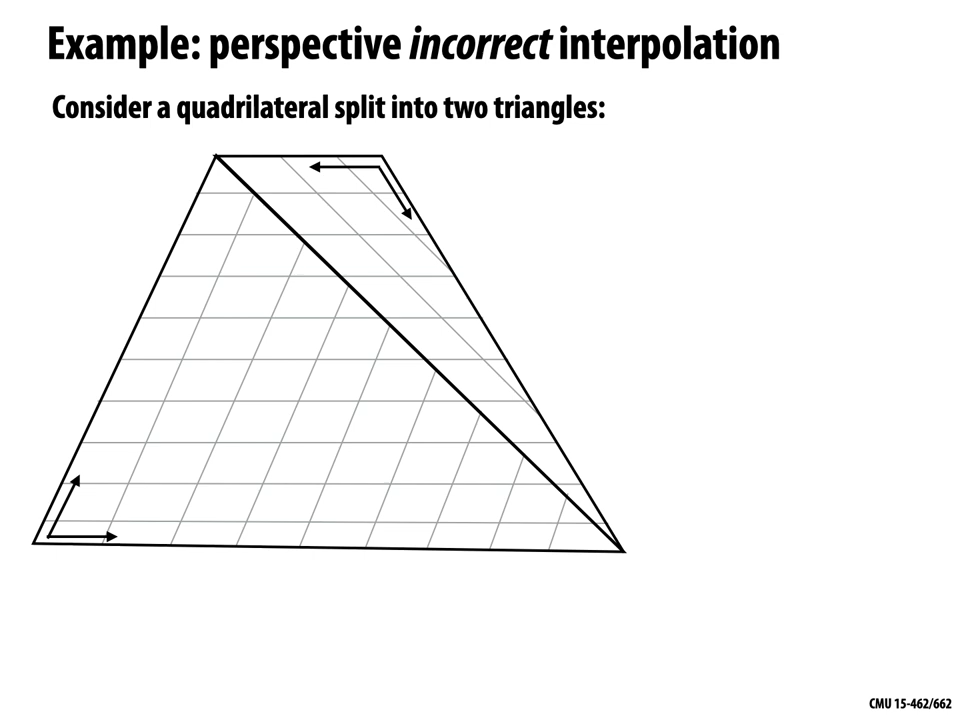 Example: perspective incorrect interpolation
Consider a quadrilateral split into two triangles:
CMU 15-462/662